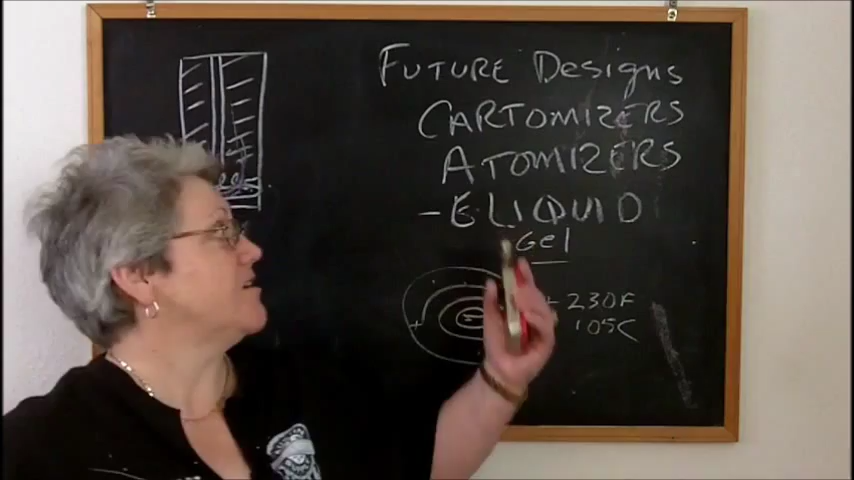 Future Designs
CARTOMIZERS
ATOMIZERS
- ELIQUID
Gel
+ 230F
105C